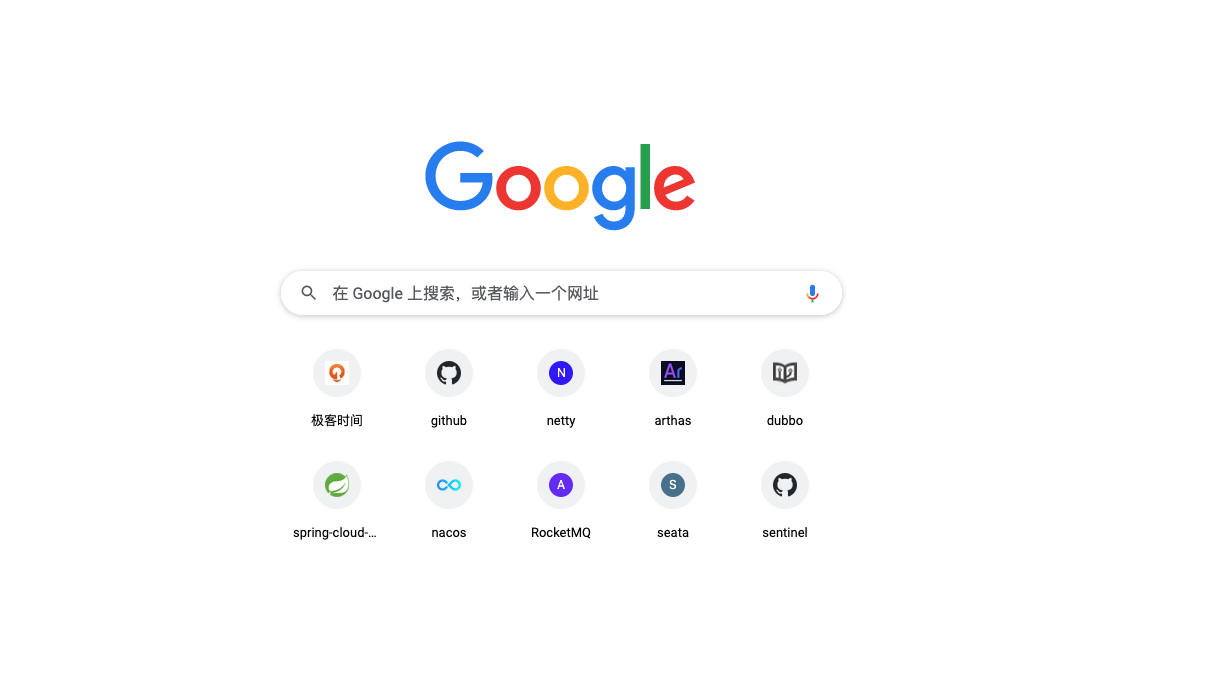 Google
在 Google 上搜索，或者输入一个网址
极客时间
github
N
netty
Ar
arthas
dubbo
spring-cloud-...
nacos
A
RocketMQ
S
seata
sentinel